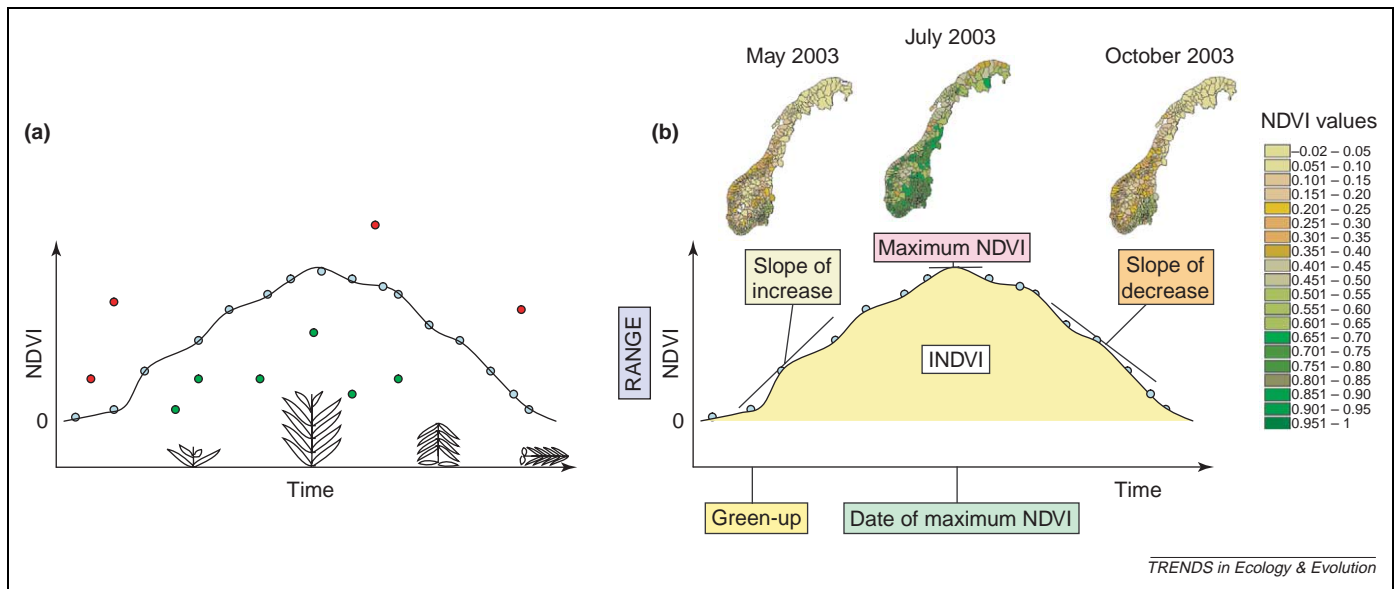 (a)
NDVI
0
Time
(b)
May 2003
July 2003
October 2003
NDVI values
–0.02 – 0.05
0.051 – 0.10
0.101 – 0.15
0.151 – 0.20
0.201 – 0.25
0.251 – 0.30
0.301 – 0.35
0.351 – 0.40
0.401 – 0.45
0.451 – 0.50
0.501 – 0.55
0.551 – 0.60
0.601 – 0.65
0.651 – 0.70
0.701 – 0.75
0.751 – 0.80
0.801 – 0.85
0.851 – 0.90
0.901 – 0.95
0.951 – 1
Maximum NDVI
Slope of
increase
Slope of
decrease
RANGE
NDVI
INDVI
0
Time
Green-up
Date of maximum NDVI
TRENDS in Ecology & Evolution